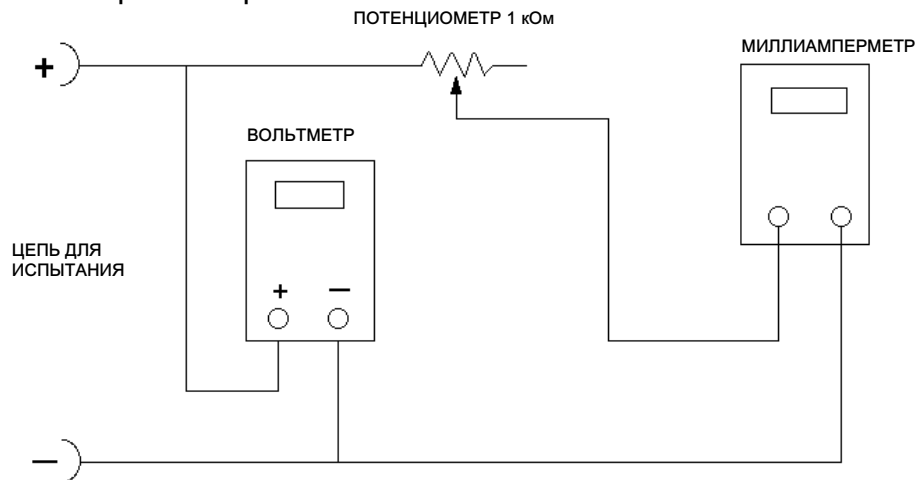 ПОТЕНЦИОМЕТР 1 кОм
МИЛЛИАМПЕРМЕТР
+
ВОЛЬТМЕТР
ЦЕПЬ ДЛЯ
ИСПЫТАНИЯ
+ —
—